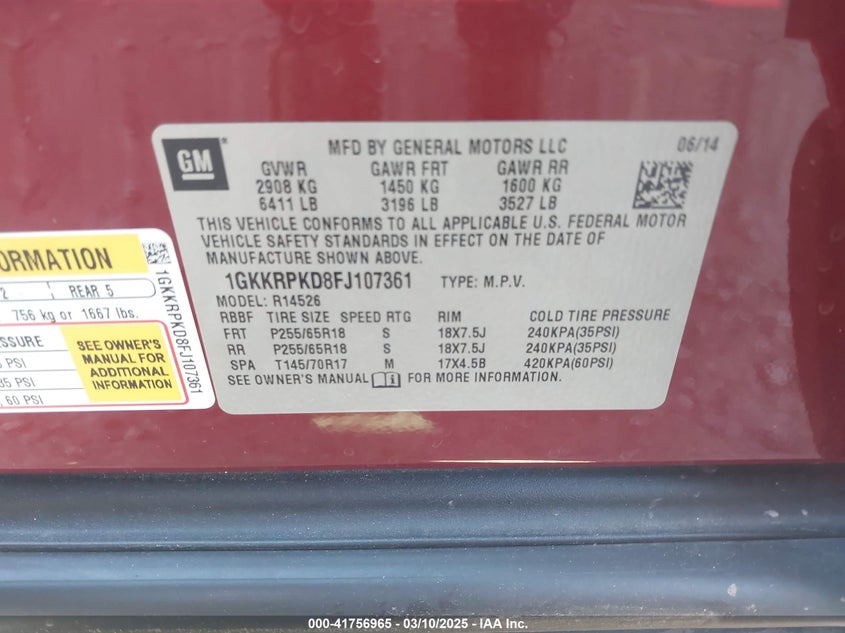 GM
MFD BY GENERAL MOTORS LLC 06/14
GVWR GAWR FRT GAWR RR
2908 KG 1450 KG 1600 KG
6411 LB 3196 LB 3527 LB
THIS VEHICLE CONFORMS TO ALL APPLICABLE U.S. FEDERAL MOTOR
VEHICLE SAFETY STANDARDS IN EFFECT ON THE DATE OF
MANUFACTURE SHOWN ABOVE.
1GKKRPKD8FJ107361 TYPE: M.P.V.
MODEL: R14526
RBBF TIRE SIZE SPEED RTG RIM COLD TIRE PRESSURE
FRT P255/65R18 S 18X7.5J 240KPA(35PSI)
RR P255/65R18 S 18X7.5J 240KPA(35PSI)
SPA T145/70R17 M 17X4.5B 420KPA(60PSI)
SEE OWNER'S MANUAL FOR MORE INFORMATION.
ORMATION
2 REAR 5
756 kg or 1667 lbs.
SSURE
PSI
35 PSI
, 60 PSI
SEE OWNER'S
MANUAL FOR
ADDITIONAL
INFORMATION
1GKKRPKD8FJ107361
000-41756965 - 03/10/2025 - IAA Inc.